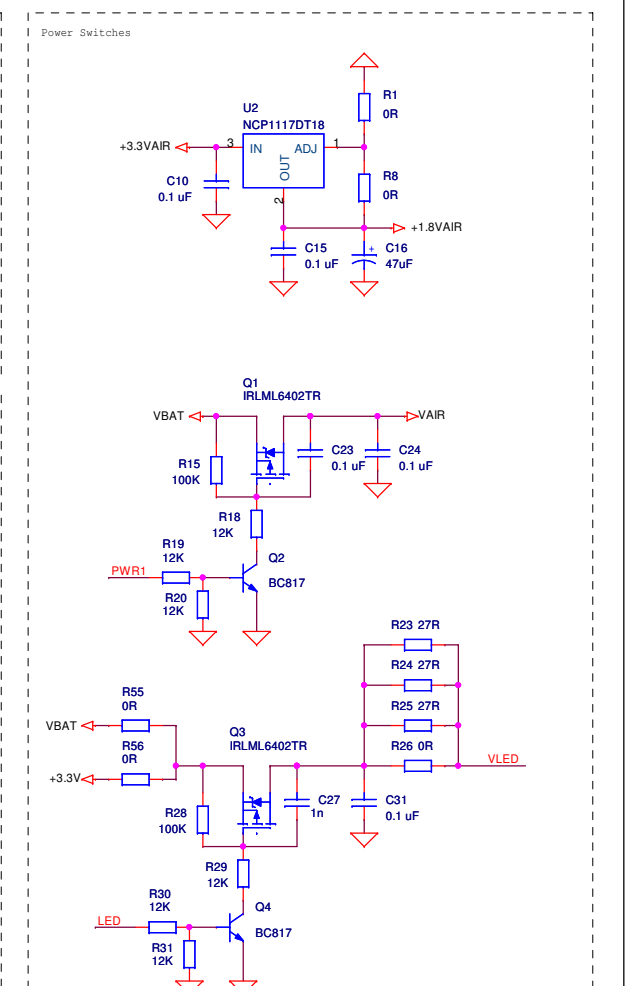 Power Switches
R1
0R
U2
NCP1117DT18
+3.3VAIR
3
IN
ADJ
1
OUT
2
C10
0.1 uF
R8
0R
+1.8VAIR
C15
0.1 uF
+
C16
47uF
Q1
IRLML6402TR
VBAT
VAIR
R15
100K
C23
0.1 uF
C24
0.1 uF
R18
12K
R19
12K
PWR1
Q2
BC817
R20
12K
R23 27R
R24 27R
R25 27R
R26 0R
VLED
R55
0R
VBAT
R56
0R
+3.3V
Q3
IRLML6402TR
R28
100K
C27
1n
C31
0.1 uF
R29
12K
R30
12K
LED
Q4
BC817
R31
12K